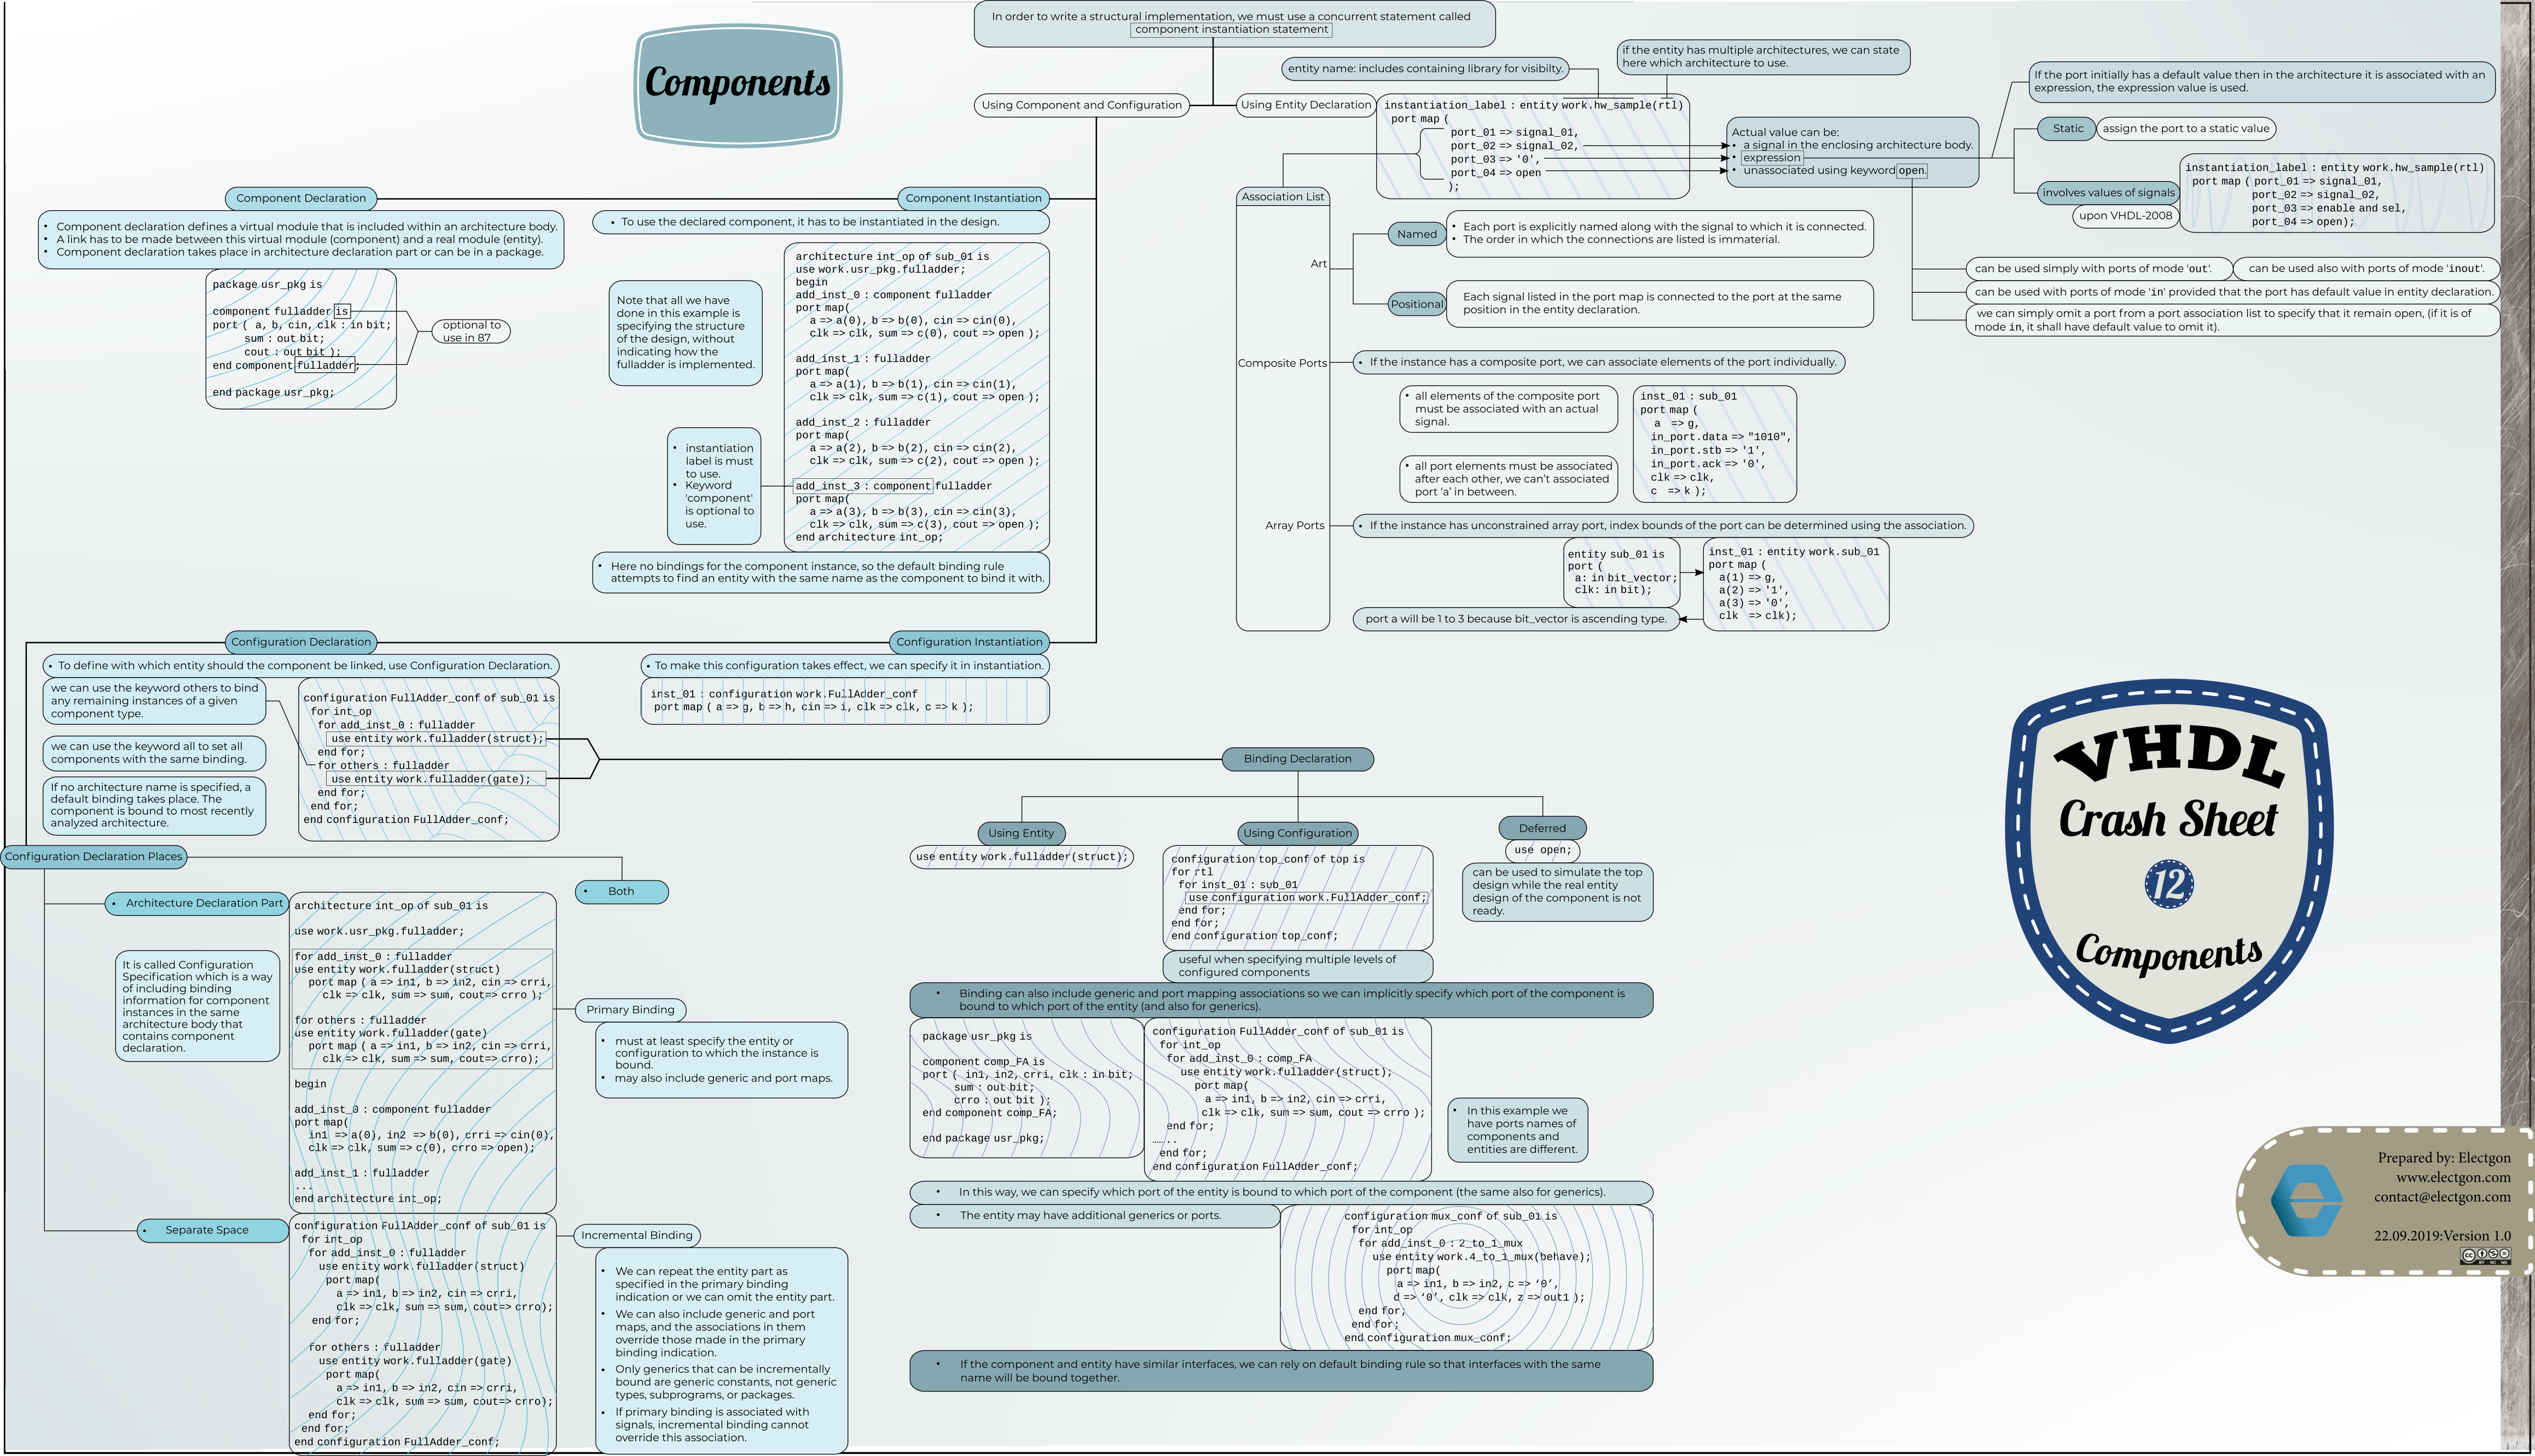 In order to write a structural implementation, we must use a concurrent statement called
component instantiation statement
Components
entity name: includes containing library for visibilty.
if the entity has multiple architectures, we can state
here which architecture to use.
Using Component and Configuration
Using Entity Declaration
instantiation_label : entity work.hw_sample(rtl)
port map (
port_01 => signal_01,
port_02 => signal_02,
port_03 => '0',
port_04 => open
);
Actual value can be:
• a signal in the enclosing architecture body.
• expression
• unassociated using keyword open.
If the port initially has a default value then in the architecture it is associated with an
expression, the expression value is used.
Static
assign the port to a static value
involves values of signals
upon VHDL-2008
instantiation_label : entity work.hw_sample(rtl)
port map ( port_01 => signal_01,
port_02 => signal_02,
port_03 => enable and sel,
port_04 => open);
can be used simply with ports of mode 'out'.
can be used also with ports of mode 'inout'.
can be used with ports of mode 'in' provided that the port has default value in entity declaration.
we can simply omit a port from a port association list to specify that it remain open, (if it is of
mode in, it shall have default value to omit it).
Association List
Art
Named
• Each port is explicitly named along with the signal to which it is connected.
• The order in which the connections are listed is immaterial.
Positional
Each signal listed in the port map is connected to the port at the same
position in the entity declaration.
Composite Ports
• If the instance has a composite port, we can associate elements of the port individually.
• all elements of the composite port
must be associated with an actual
signal.
• all port elements must be associated
after each other, we can't associated
port 'a' in between.
inst_01 : sub_01
port map (
a => g,
in_port.data => "1010",
in_port.stb => '1',
in_port.ack => '0',
clk => clk,
c => k );
Array Ports
• If the instance has unconstrained array port, index bounds of the port can be determined using the association.
entity sub_01 is
port (
a: in bit_vector;
clk: in bit);
inst_01 : entity work.sub_01
port map (
a(1) => g,
a(2) => '1',
a(3) => '0',
clk => clk);
port a will be 1 to 3 because bit_vector is ascending type.
Component Declaration
• Component declaration defines a virtual module that is included within an architecture body.
• A link has to be made between this virtual module (component) and a real module (entity).
• Component declaration takes place in architecture declaration part or can be in a package.
package usr_pkg is
component fulladder is
port ( a, b, cin, clk : in bit;
sum : out bit;
cout : out bit );
end component fulladder;
end package usr_pkg;
optional to
use in 87
Component Instantiation
• To use the declared component, it has to be instantiated in the design.
Note that all we have
done in this example is
specifying the structure
of the design, without
indicating how the
fulladder is implemented.
• instantiation
label is must
to use.
• Keyword
'component'
is optional to
use.
architecture int_op of sub_01 is
use work.usr_pkg.fulladder;
begin
add_inst_0 : component fulladder
port map(
a => a(0), b => b(0), cin => cin(0),
clk => clk, sum => c(0), cout => open );
add_inst_1 : fulladder
port map(
a => a(1), b => b(1), cin => cin(1),
clk => clk, sum => c(1), cout => open );
add_inst_2 : fulladder
port map(
a => a(2), b => b(2), cin => cin(2),
clk => clk, sum => c(2), cout => open );
add_inst_3 : component fulladder
port map(
a => a(3), b => b(3), cin => cin(3),
clk => clk, sum => c(3), cout => open );
end architecture int_op;
• Here no bindings for the component instance, so the default binding rule
attempts to find an entity with the same name as the component to bind it with.
Configuration Declaration
• To define with which entity should the component be linked, use Configuration Declaration.
we can use the keyword others to bind
any remaining instances of a given
component type.
we can use the keyword all to set all
components with the same binding.
If no architecture name is specified, a
default binding takes place. The
component is bound to most recently
analyzed architecture.
configuration FullAdder_conf of sub_01 is
for int_op
for add_inst_0 : fulladder
use entity work.fulladder(struct);
end for;
for others : fulladder
use entity work.fulladder(gate);
end for;
end for;
end configuration FullAdder_conf;
Configuration Instantiation
• To make this configuration takes effect, we can specify it in instantiation.
inst_01 : configuration work.FullAdder_conf
port map ( a => g, b => h, cin => i, clk => clk, c => k );
Binding Declaration
Using Entity
use entity work.fulladder(struct);
Using Configuration
configuration top_conf of top is
for rtl
for inst_01 : sub_01
use configuration work.FullAdder_conf;
end for;
end for;
end configuration top_conf;
useful when specifying multiple levels of
configured components
Deferred
use open;
can be used to simulate the top
design while the real entity
design of the component is not
ready.
• Binding can also include generic and port mapping associations so we can implicitly specify which port of the component is
bound to which port of the entity (and also for generics).
package usr_pkg is
component comp_FA is
port ( in1, in2, crri, clk : in bit;
sum : out bit;
crro : out bit );
end component comp_FA;
end package usr_pkg;
configuration FullAdder_conf of sub_01 is
for int_op
for add_inst_0 : comp_FA
use entity work.fulladder(struct);
port map(
a => in1, b => in2, cin => crri,
clk => clk, sum => sum, cout => crro );
end for;
.......
end for;
end configuration FullAdder_conf;
• In this example we
have ports names of
components and
entities are different.
• In this way, we can specify which port of the entity is bound to which port of the component (the same also for generics).
• The entity may have additional generics or ports.
configuration mux_conf of sub_01 is
for int_op
for add_inst_0 : 2_to_1_mux
use entity work.4_to_1_mux(behave);
port map(
a => in1, b => in2, c => ‘0’,
d => ‘0’, clk => clk, z => out1 );
end for;
end for;
end configuration mux_conf;
• If the component and entity have similar interfaces, we can rely on default binding rule so that interfaces with the same
name will be bound together.
Configuration Declaration Places
• Both
• Architecture Declaration Part
It is called Configuration
Specification which is a way
of including binding
information for component
instances in the same
architecture body that
contains component
declaration.
architecture int_op of sub_01 is
use work.usr_pkg.fulladder;
for add_inst_0 : fulladder
use entity work.fulladder(struct)
port map ( a => in1, b => in2, cin => crri,
clk => clk, sum => sum, cout=> crro );
for others : fulladder
use entity work.fulladder(gate)
port map ( a => in1, b => in2, cin => crri,
clk => clk, sum => sum, cout=> crro);
begin
add_inst_0 : component fulladder
port map(
in1 => a(0), in2 => b(0), crri => cin(0),
clk => clk, sum => c(0), crro => open);
add_inst_1 : fulladder
...
end architecture int_op;
Primary Binding
• must at least specify the entity or
configuration to which the instance is
bound.
• may also include generic and port maps.
• Separate Space
configuration FullAdder_conf of sub_01 is
for int_op
for add_inst_0 : fulladder
use entity work.fulladder(struct)
port map(
a => in1, b => in2, cin => crri,
clk => clk, sum => sum, cout=> crro);
end for;
for others : fulladder
use entity work.fulladder(gate)
port map(
a => in1, b => in2, cin => crri,
clk => clk, sum => sum, cout=> crro);
end for;
end for;
end configuration FullAdder_conf;
Incremental Binding
• We can repeat the entity part as
specified in the primary binding
indication or we can omit the entity part.
• We can also include generic and port
maps, and the associations in them
override those made in the primary
binding indication.
• Only generics that can be incrementally
bound are generic constants, not generic
types, subprograms, or packages.
• If primary binding is associated with
signals, incremental binding cannot
override this association.
VHDL
Crash Sheet
12
Components
Prepared by: Electgon
www.electgon.com
contact@electgon.com
22.09.2019:Version 1.0
CC BY NC ND